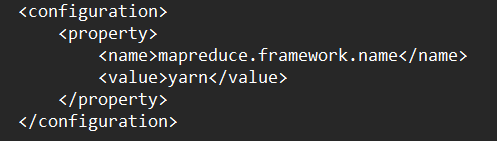 <configuration>
    <property>
        <name>mapreduce.framework.name</name>
        <value>yarn</value>
    </property>
</configuration>